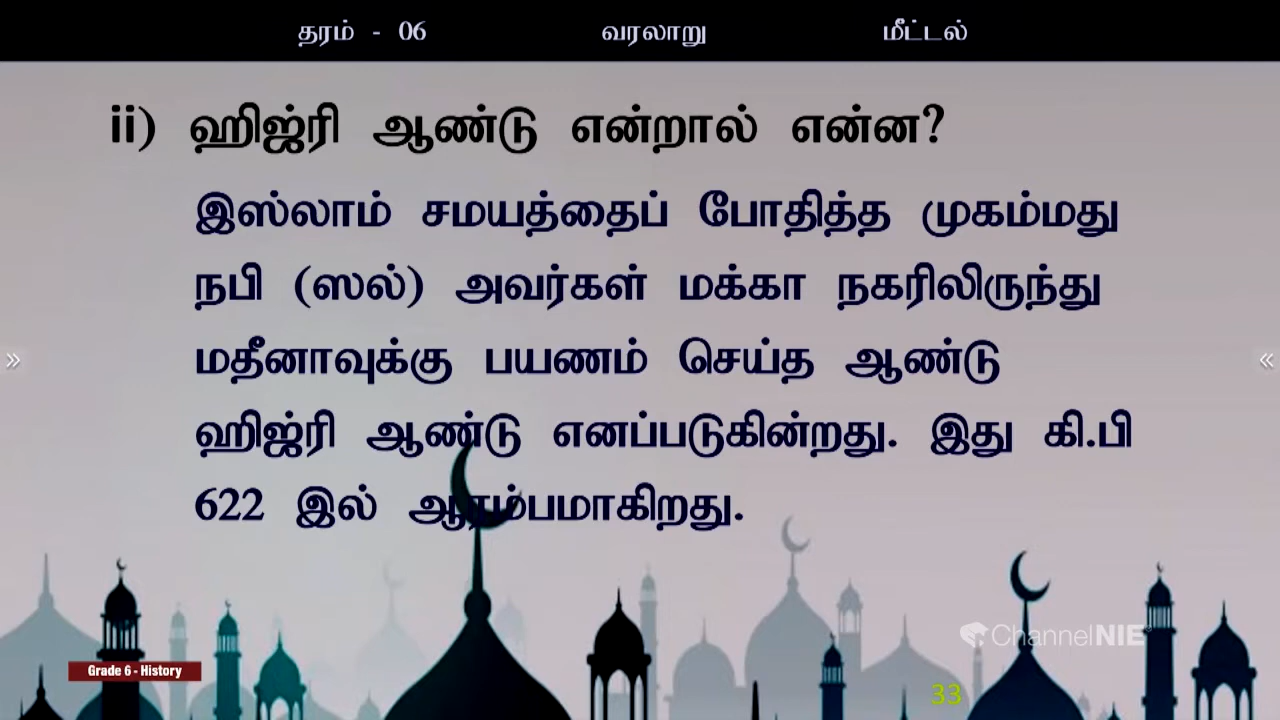 தரம் - 06 வரலாறு மீட்டல்
ii) ஹிஜ்ரி ஆண்டு என்றால் என்ன?
இஸ்லாம் சமயத்தைப் போதித்த முகம்மது
நபி (ஸல்) அவர்கள் மக்கா நகரிலிருந்து
மதீனாவுக்கு பயணம் செய்த ஆண்டு
ஹிஜ்ரி ஆண்டு எனப்படுகின்றது. இது கி.பி
622 இல் ஆரம்பமாகிறது.
ChannelNIE
Grade 6 - History
33